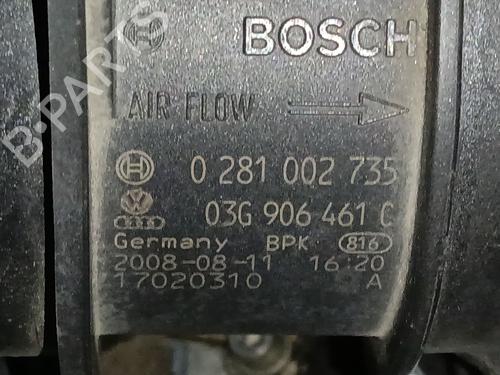 BOSCH
AIR FLOW
0 281 002 735
03G 906 461 C
Germany BPK 816
2008-08-11 16:20
17020310 A
B-PARTS